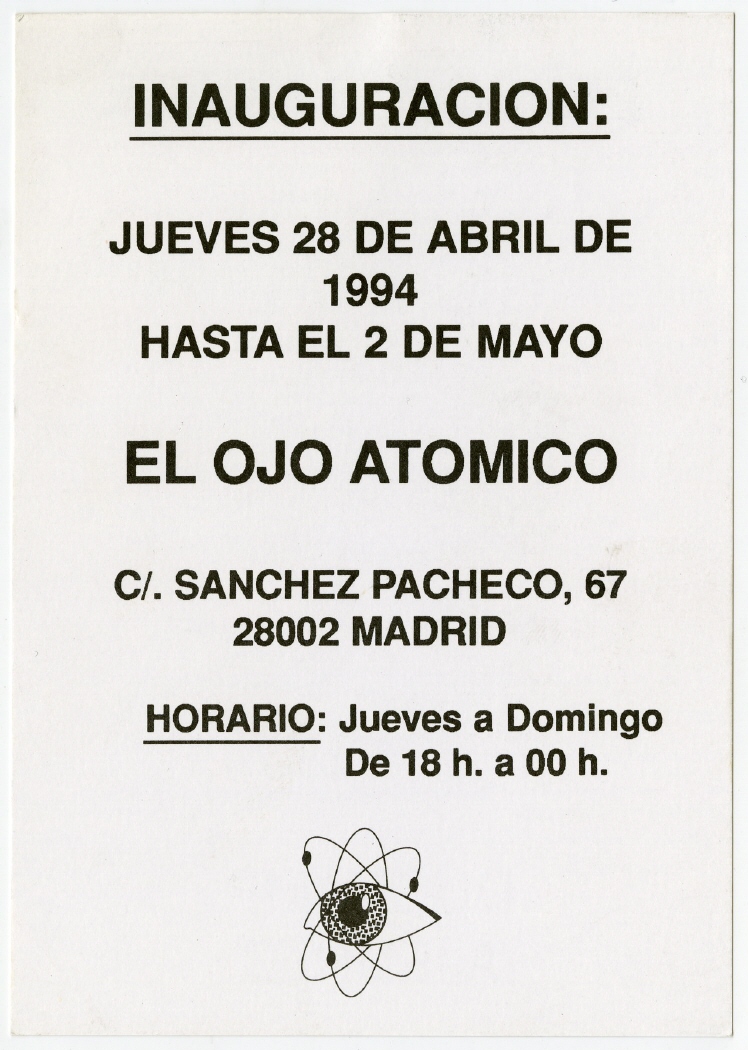 INAUGURACION:
JUEVES 28 DE ABRIL DE
1994
HASTA EL 2 DE MAYO
EL OJO ATOMICO
C/. SANCHEZ PACHECO, 67
28002 MADRID
HORARIO: Jueves a Domingo
De 18 h. a 00 h.